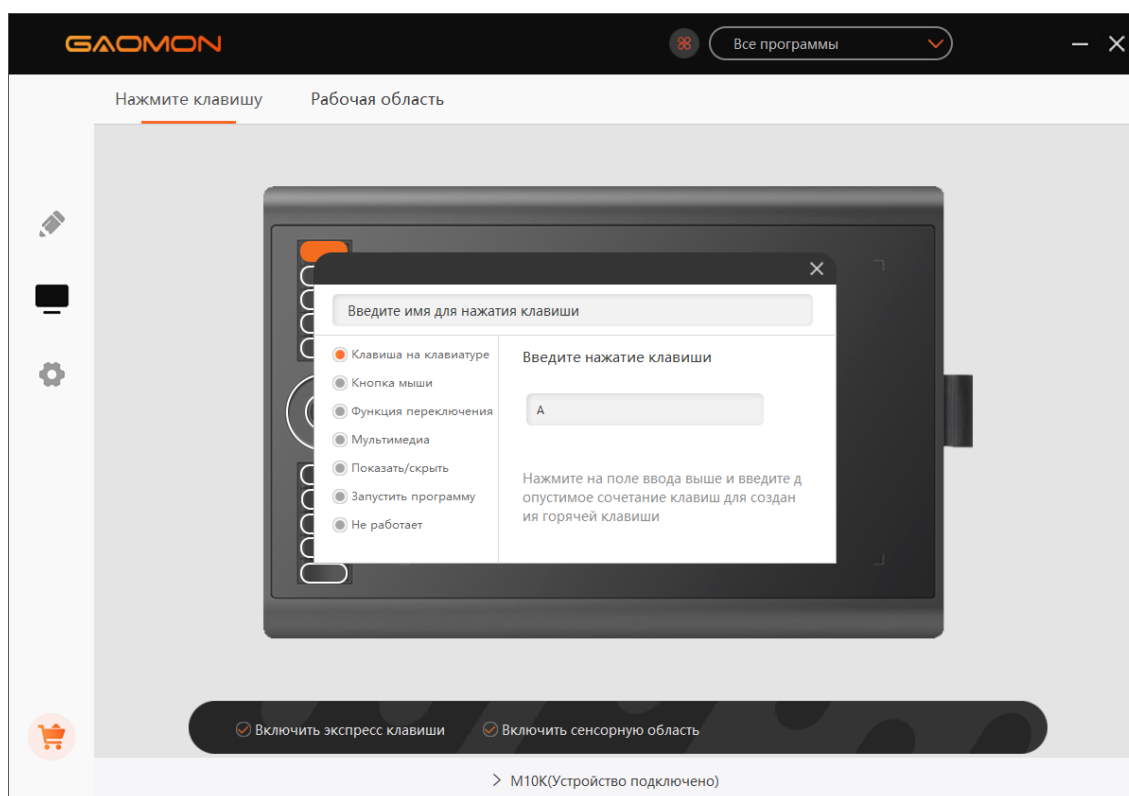 GAOMON
Все программы
Нажмите клавишу
Рабочая область
Введите имя для нажатия клавиши
Клавиша на клавиатуре
Кнопка мыши
Функция переключения
Мультимедиа
Показать/скрыть
Запустить программу
Не работает
Введите нажатие клавиши
A
Нажмите на поле ввода выше и введите д
опустимое сочетание клавиш для создан
ия горячей клавиши
Включить экспресс клавиши
Включить сенсорную область
M10K(Устройство подключено)